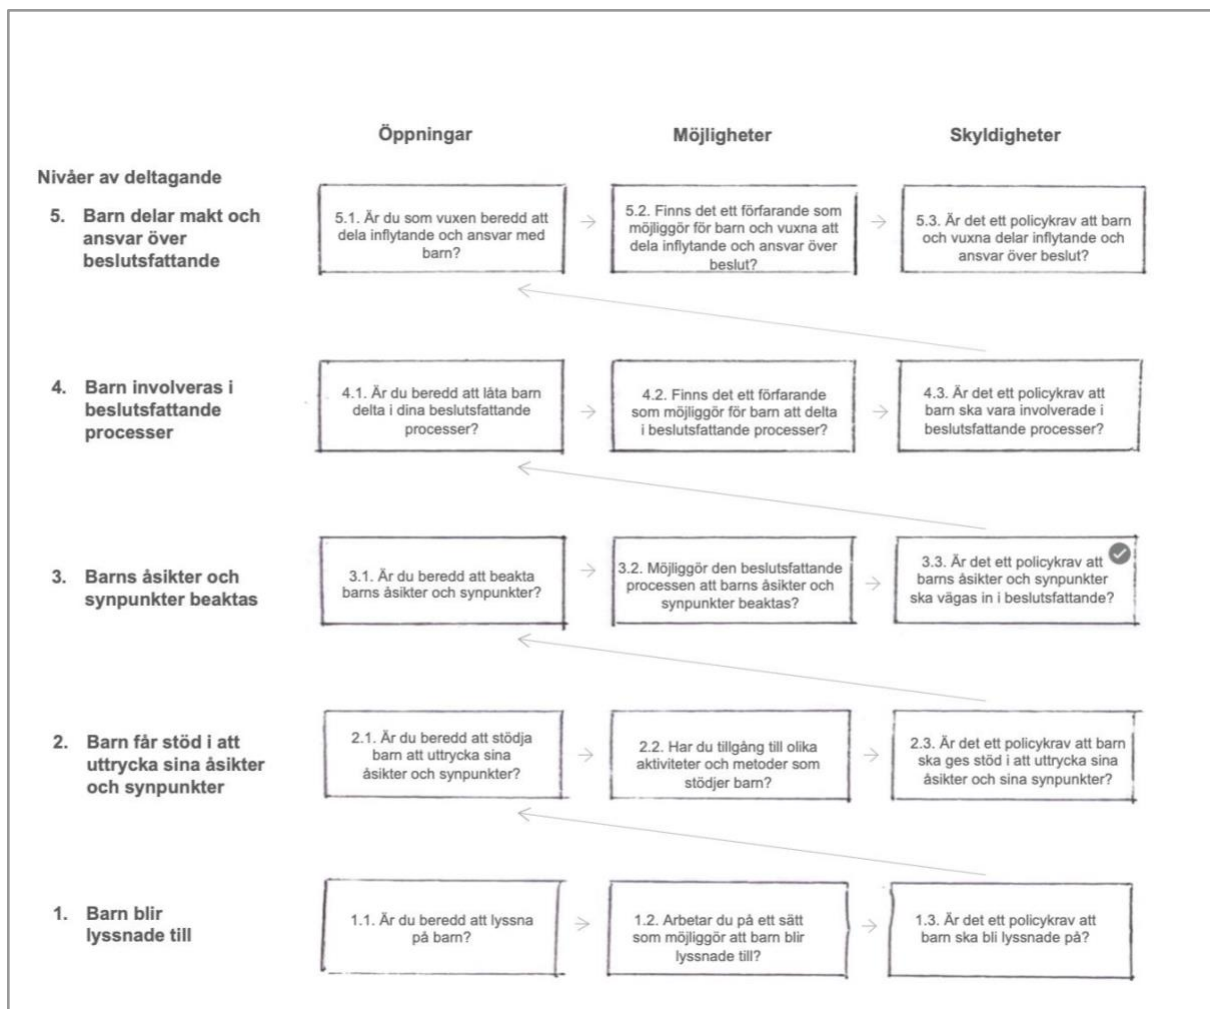 Öppningar
Möjligheter
Skyldigheter
Nivåer av deltagande
5. Barn delar makt och
ansvar över
beslutsfattande
5.1. Är du som vuxen beredd att
dela inflytande och ansvar med
barn?
5.2. Finns det ett förfarande som
möjliggör för barn och vuxna att
dela inflytande och ansvar över
beslut?
5.3. Är det ett policykrav att barn
och vuxna delar inflytande och
ansvar över beslut?
4. Barn involveras i
beslutsfattande
processer
4.1. Är du beredd att låta barn
delta i dina beslutsfattande
processer?
4.2. Finns det ett förfarande
som möjliggör för barn att delta
i beslutsfattande processer?
4.3. Är det ett policykrav att
barn ska vara involverade i
beslutsfattande processer?
3. Barns åsikter och
synpunkter beaktas
3.1. Är du beredd att beakta
barns åsikter och synpunkter?
3.2. Möjliggör den beslutsfattande
processen att barns åsikter och
synpunkter beaktas?
3.3. Är det ett policykrav att
barns åsikter och synpunkter
ska vägas in i beslutsfattande?
2. Barn får stöd i att
uttrycka sina åsikter
och synpunkter
2.1. Är du beredd att stödja
barn att uttrycka sina
åsikter och synpunkter?
2.2. Har du tillgång till olika
aktiviteter och metoder som
stödjer barn?
2.3. Är det ett policykrav att barn
ska ges stöd i att uttrycka sina
åsikter och sina synpunkter?
1. Barn blir
lyssnade till
1.1. Är du beredd att lyssna
på barn?
1.2. Arbetar du på ett sätt
som möjliggör att barn blir
lyssnade till?
1.3. Är det ett policykrav att
barn ska bli lyssnade på?